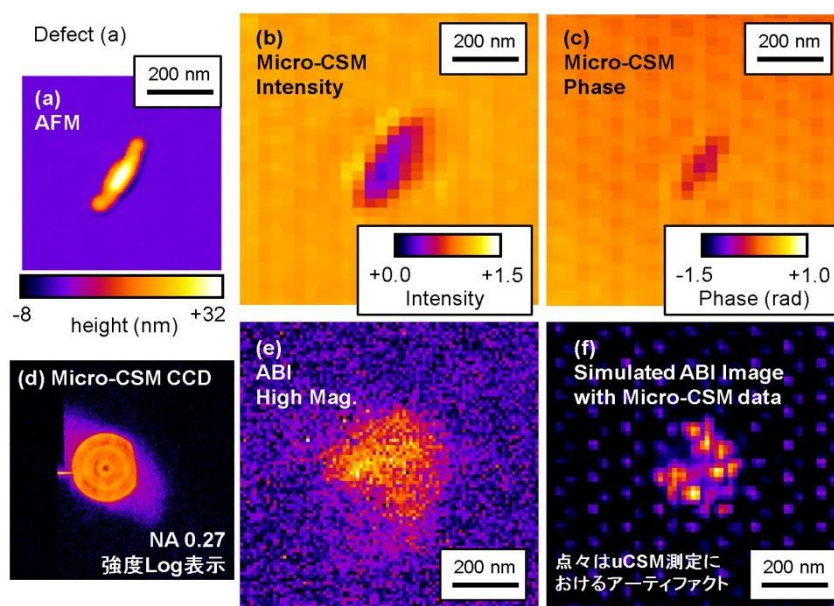 Defect (a)
200 nm
(a)
AFM
-8
+32
height (nm)
(b)
Micro-CSM
Intensity
200 nm
+0.0
+1.5
Intensity
(c)
Micro-CSM
Phase
200 nm
-1.5
+1.0
Phase (rad)
(d) Micro-CSM CCD
NA 0.27
強度Log表示
(e)
ABI
High Mag.
200 nm
(f)
Simulated ABI Image
with Micro-CSM data
点々はuCSM測定に
おけるアーティファクト
200 nm